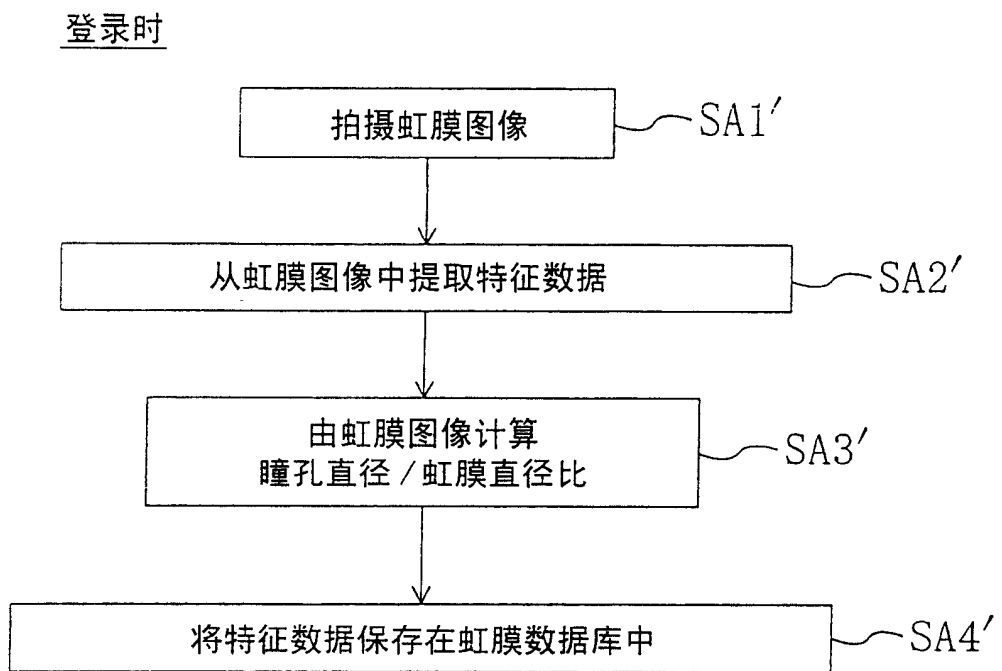 登录时
拍摄虹膜图像
SA1′
从虹膜图像中提取特征数据
SA2′
由虹膜图像计算
瞳孔直径/虹膜直径比
SA3′
将特征数据保存在虹膜数据库中
SA4′